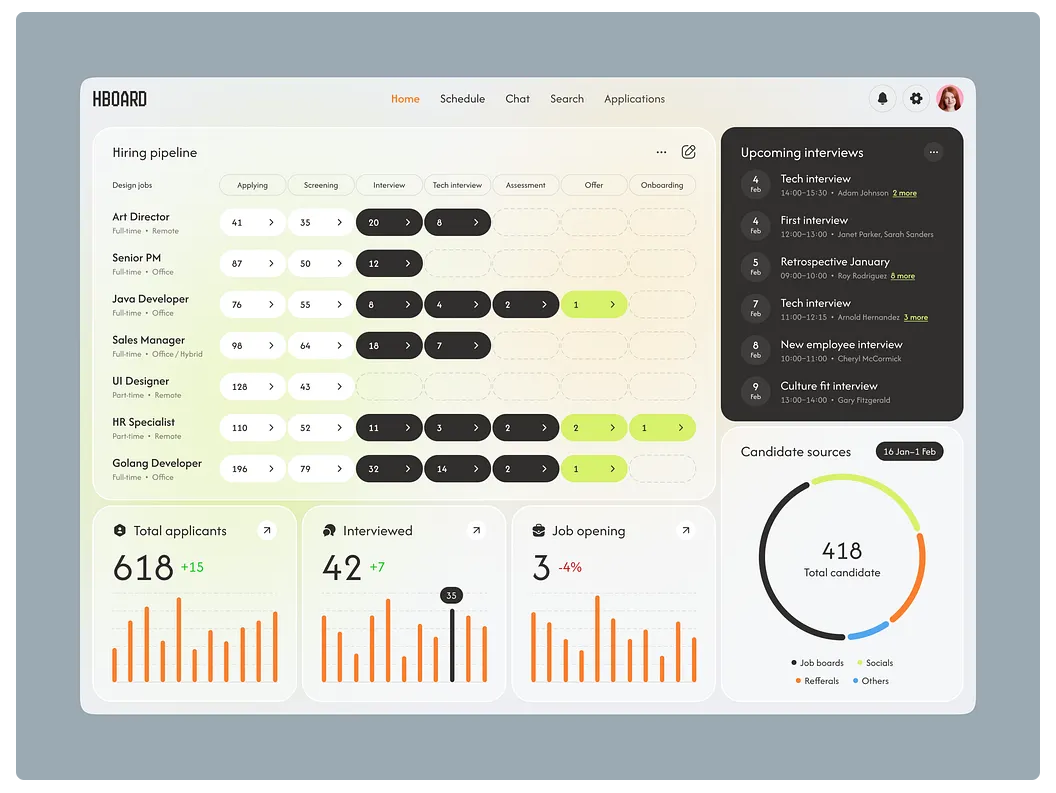 HBOARD
Home Schedule Chat Search Applications
Hiring pipeline
Design jobs Applying Screening Interview Tech interview Assessment Offer Onboarding
Art Director
Full-time • Remote
41 35 20 8
Senior PM
Full-time • Office
87 50 12
Java Developer
Full-time • Office
76 55 8 4 2 1
Sales Manager
Full-time • Office / Hybrid
98 64 18 7
UI Designer
Part-time • Remote
128 43
HR Specialist
Part-time • Remote
110 52 11 3 2 2 1
Golang Developer
Full-time • Office
196 79 32 14 2 1
Upcoming interviews
4 Feb
Tech interview
14:00–15:30 • Adam Johnson 2 more
4 Feb
First interview
12:00–13:00 • Janet Parker, Sarah Sanders
5 Feb
Retrospective January
09:00–10:00 • Roy Rodriguez 8 more
7 Feb
Tech interview
11:00–12:15 • Arnold Hernandez 3 more
8 Feb
New employee interview
10:00–11:00 • Cheryl McCormick
9 Feb
Culture fit interview
13:00–14:00 • Gary Fitzgerald
Total applicants
618 +15
Interviewed
42 +7
35
Job opening
3 -4%
Candidate sources 16 Jan–1 Feb
418
Total candidate
Job boards Socials
Refferals Others